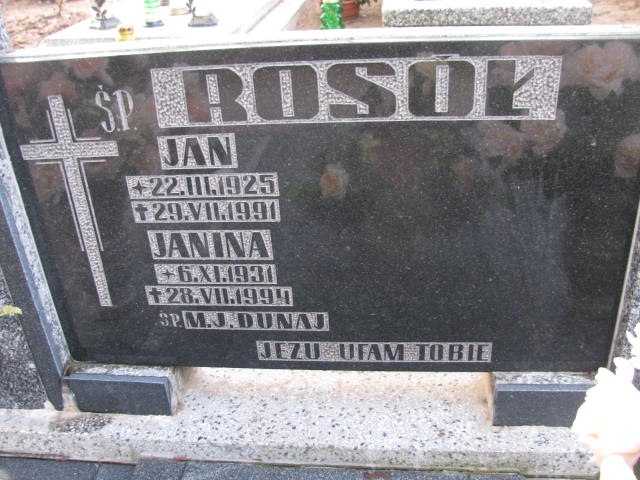 Ś.P. ROSÓŁ
JAN
*22.III.1925
✝29.VII.1991
JANINA
*6.XI.1931
✝28.VII.1994
ŚP. M.J. DUNAJ
JEZU UFAM TOBIE